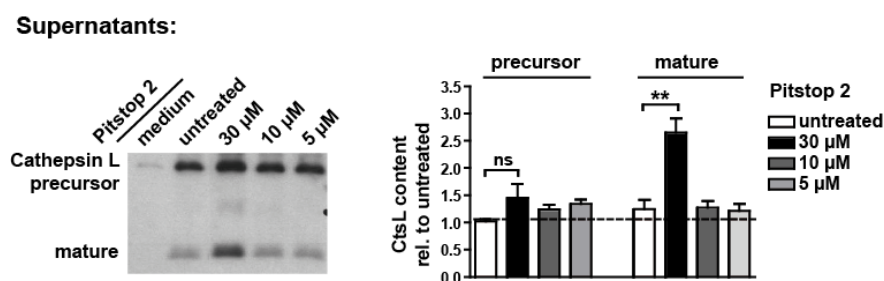 Supernatants:
Pitstop 2
medium
untreated
30 µM
10 µM
5 µM
Cathepsin L
precursor
mature
precursor
mature
CtsL content
rel. to untreated
3.5
3.0
2.5
2.0
1.5
1.0
0.5
0.0
ns
**
Pitstop 2
untreated
30 µM
10 µM
5 µM